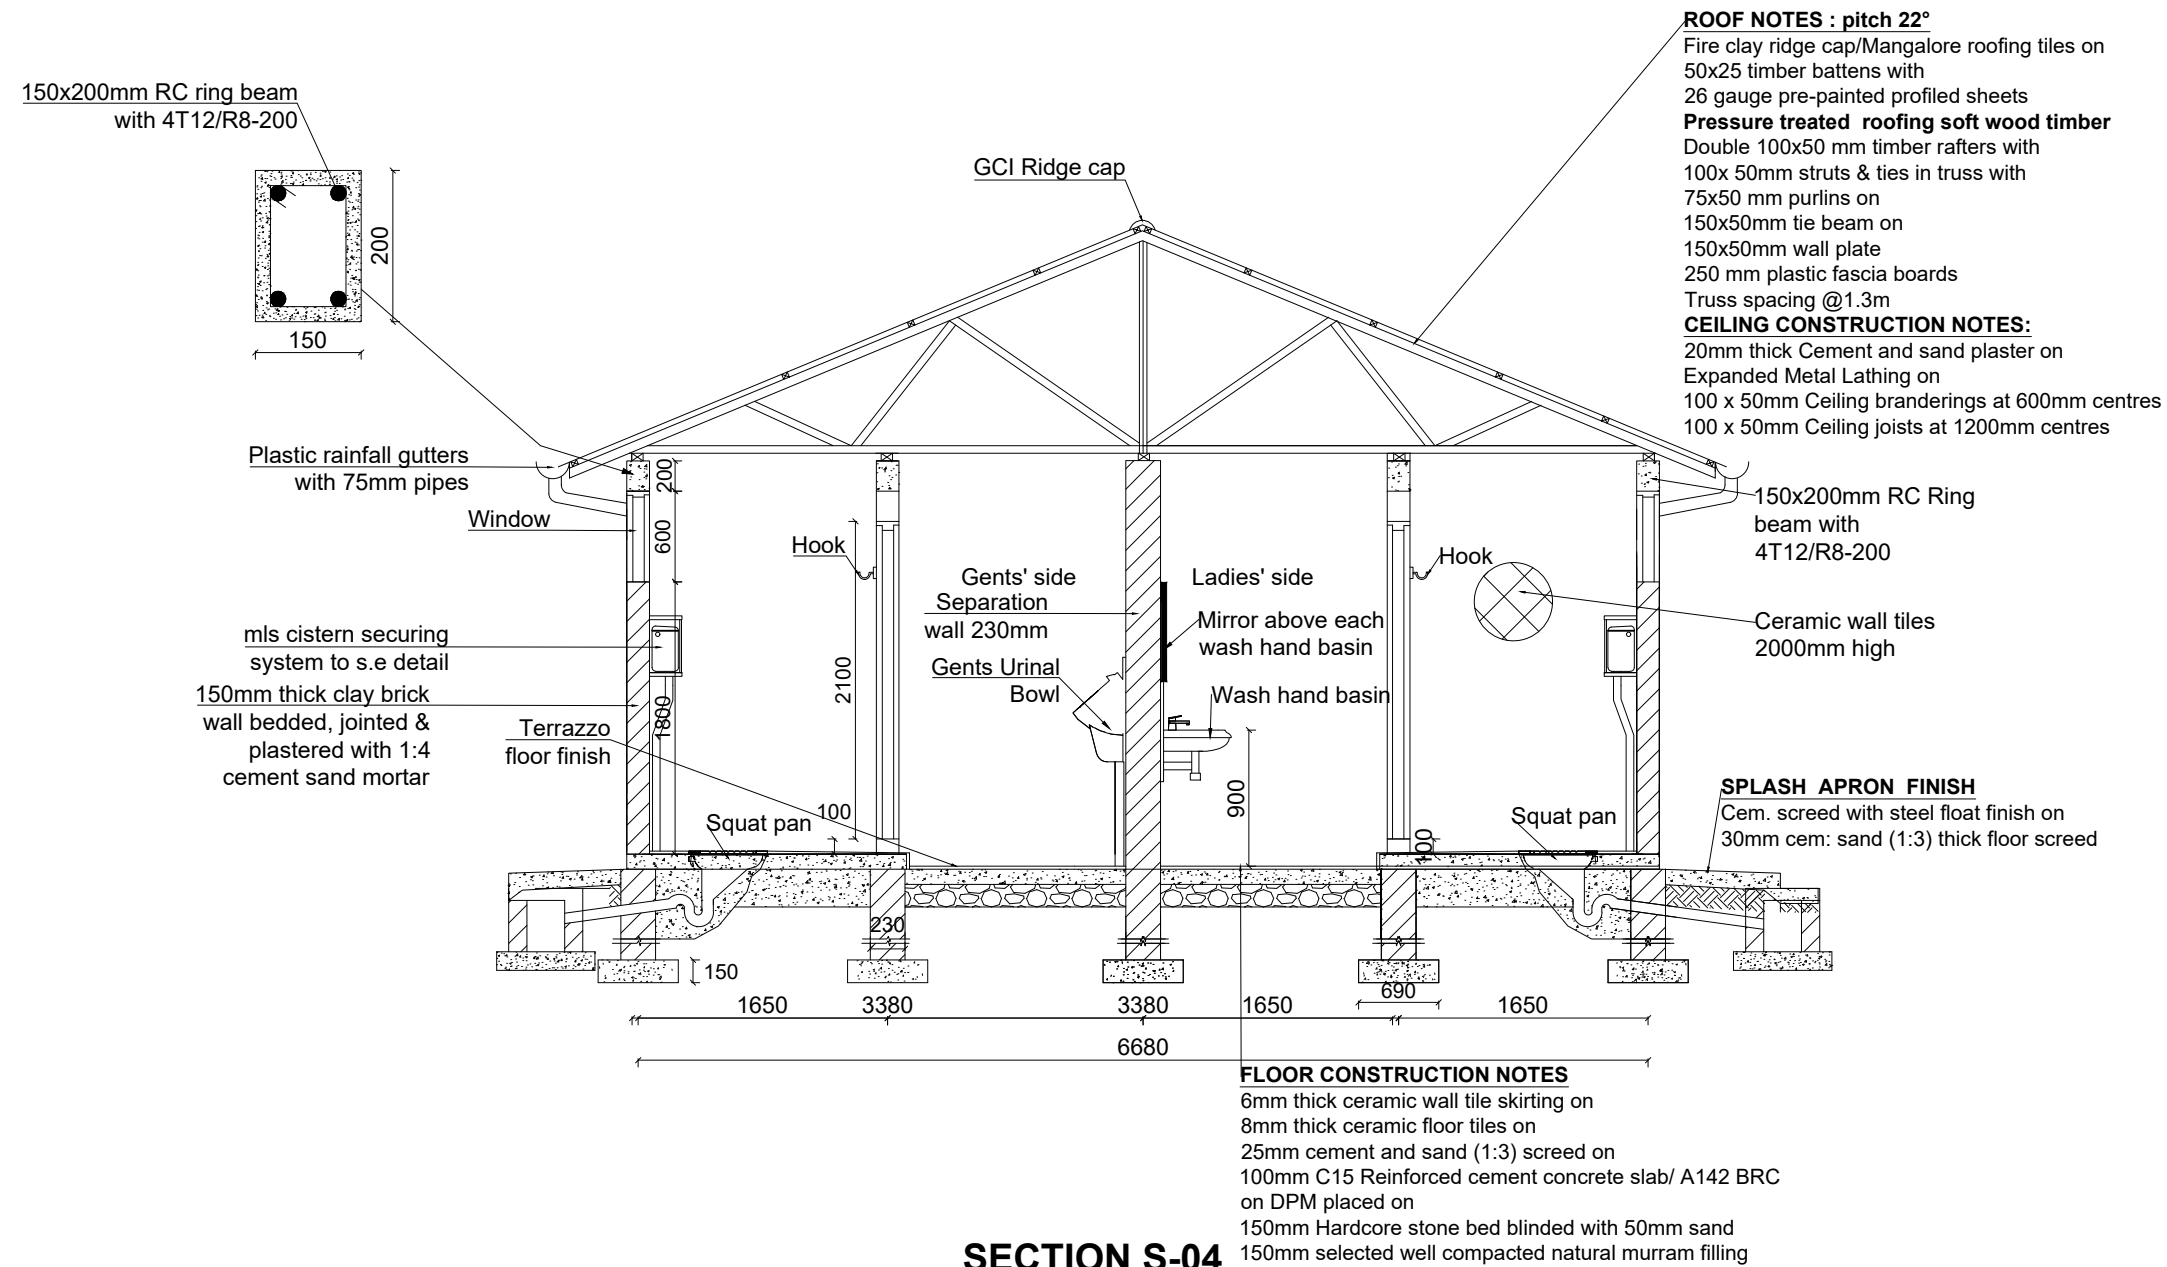 ROOF NOTES : pitch 22°
Fire clay ridge cap/Mangalore roofing tiles on
50x25 timber battens with
26 gauge pre-painted profiled sheets
Pressure treated roofing soft wood timber
Double 100x50 mm timber rafters with
100x 50mm struts & ties in truss with
75x50 mm purlins on
150x50mm tie beam on
150x50mm wall plate
250 mm plastic fascia boards
Truss spacing @1.3m
CEILING CONSTRUCTION NOTES:
20mm thick Cement and sand plaster on
Expanded Metal Lathing on
100 x 50mm Ceiling branderings at 600mm centres
100 x 50mm Ceiling joists at 1200mm centres
150x200mm RC ring beam
with 4T12/R8-200
200
150
GCI Ridge cap
Plastic rainfall gutters
with 75mm pipes
Window
200
600
1800
Hook
2100
Gents' side
Separation
wall 230mm
Gents Urinal
Bowl
Ladies' side
Mirror above each
wash hand basin
Wash hand basin
Hook
150x200mm RC Ring
beam with
4T12/R8-200
Ceramic wall tiles
2000mm high
mls cistern securing
system to s.e detail
150mm thick clay brick
wall bedded, jointed &
plastered with 1:4
cement sand mortar
Terrazzo
floor finish
Squat pan
100
900
100
Squat pan
SPLASH APRON FINISH
Cem. screed with steel float finish on
30mm cem: sand (1:3) thick floor screed
230
150
690
1650
3380
3380
1650
1650
6680
FLOOR CONSTRUCTION NOTES
6mm thick ceramic wall tile skirting on
8mm thick ceramic floor tiles on
25mm cement and sand (1:3) screed on
100mm C15 Reinforced cement concrete slab/ A142 BRC
on DPM placed on
150mm Hardcore stone bed blinded with 50mm sand
150mm selected well compacted natural murram filling
SECTION S-04